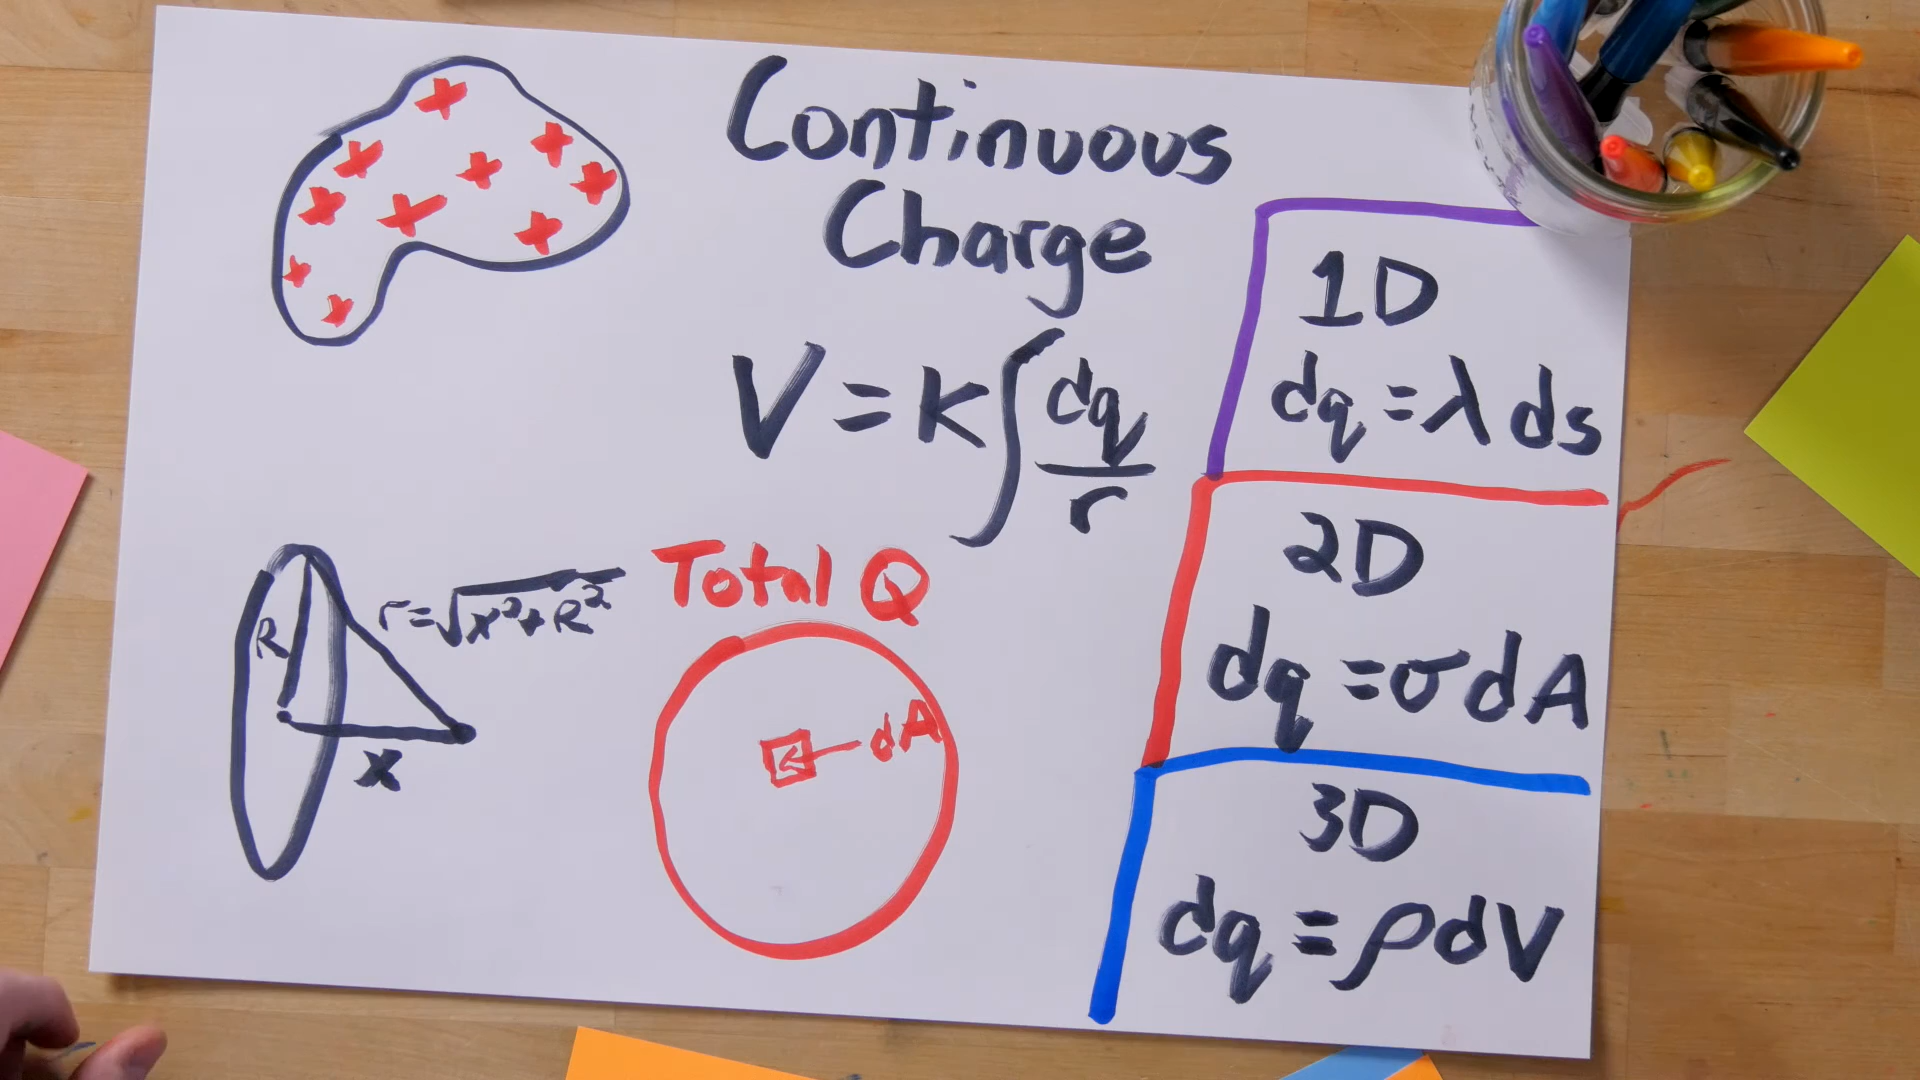 Continuous
Charge
V = K∫dq/r
1D
dq = λ ds
2D
dq = σ dA
3D
dq = ρ dV
R
r = √x²+R²
x
Total Q
dA